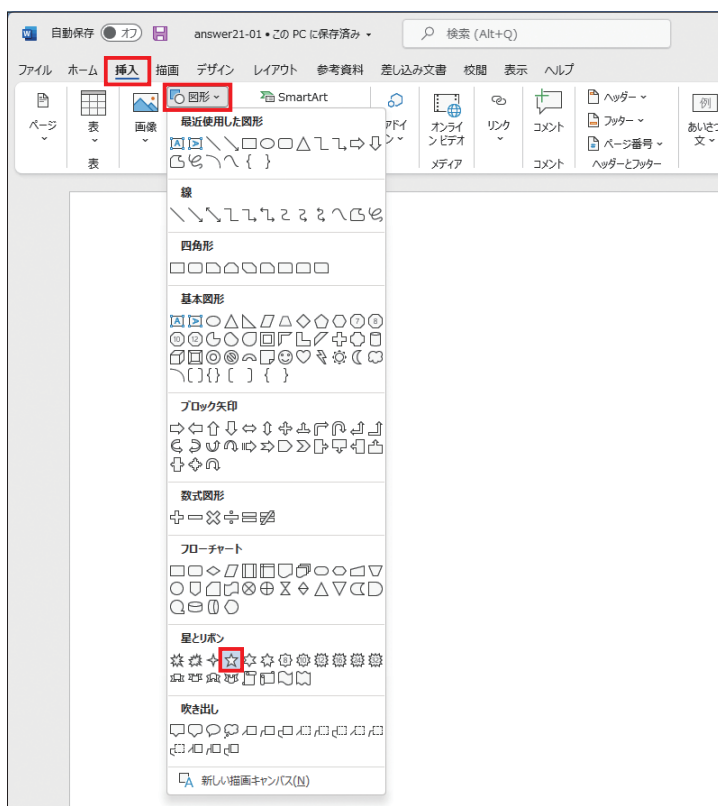 自動保存 オフ answer21-01 • この PC に保存済み 検索 (Alt+Q)
ファイル ホーム 挿入 描画 デザイン レイアウト 参考資料 差し込み文書 校閲 表示 ヘルプ
ページ
表
表
画像
図形
SmartArt
オンラインビデオ
メディア
リンク
コメント
コメント
ヘッダー
フッター
ページ番号
ヘッダーとフッター
最近使用した図形
線
四角形
基本図形
ブロック矢印
数式図形
フローチャート
星とリボン
吹き出し
新しい描画キャンバス(N)